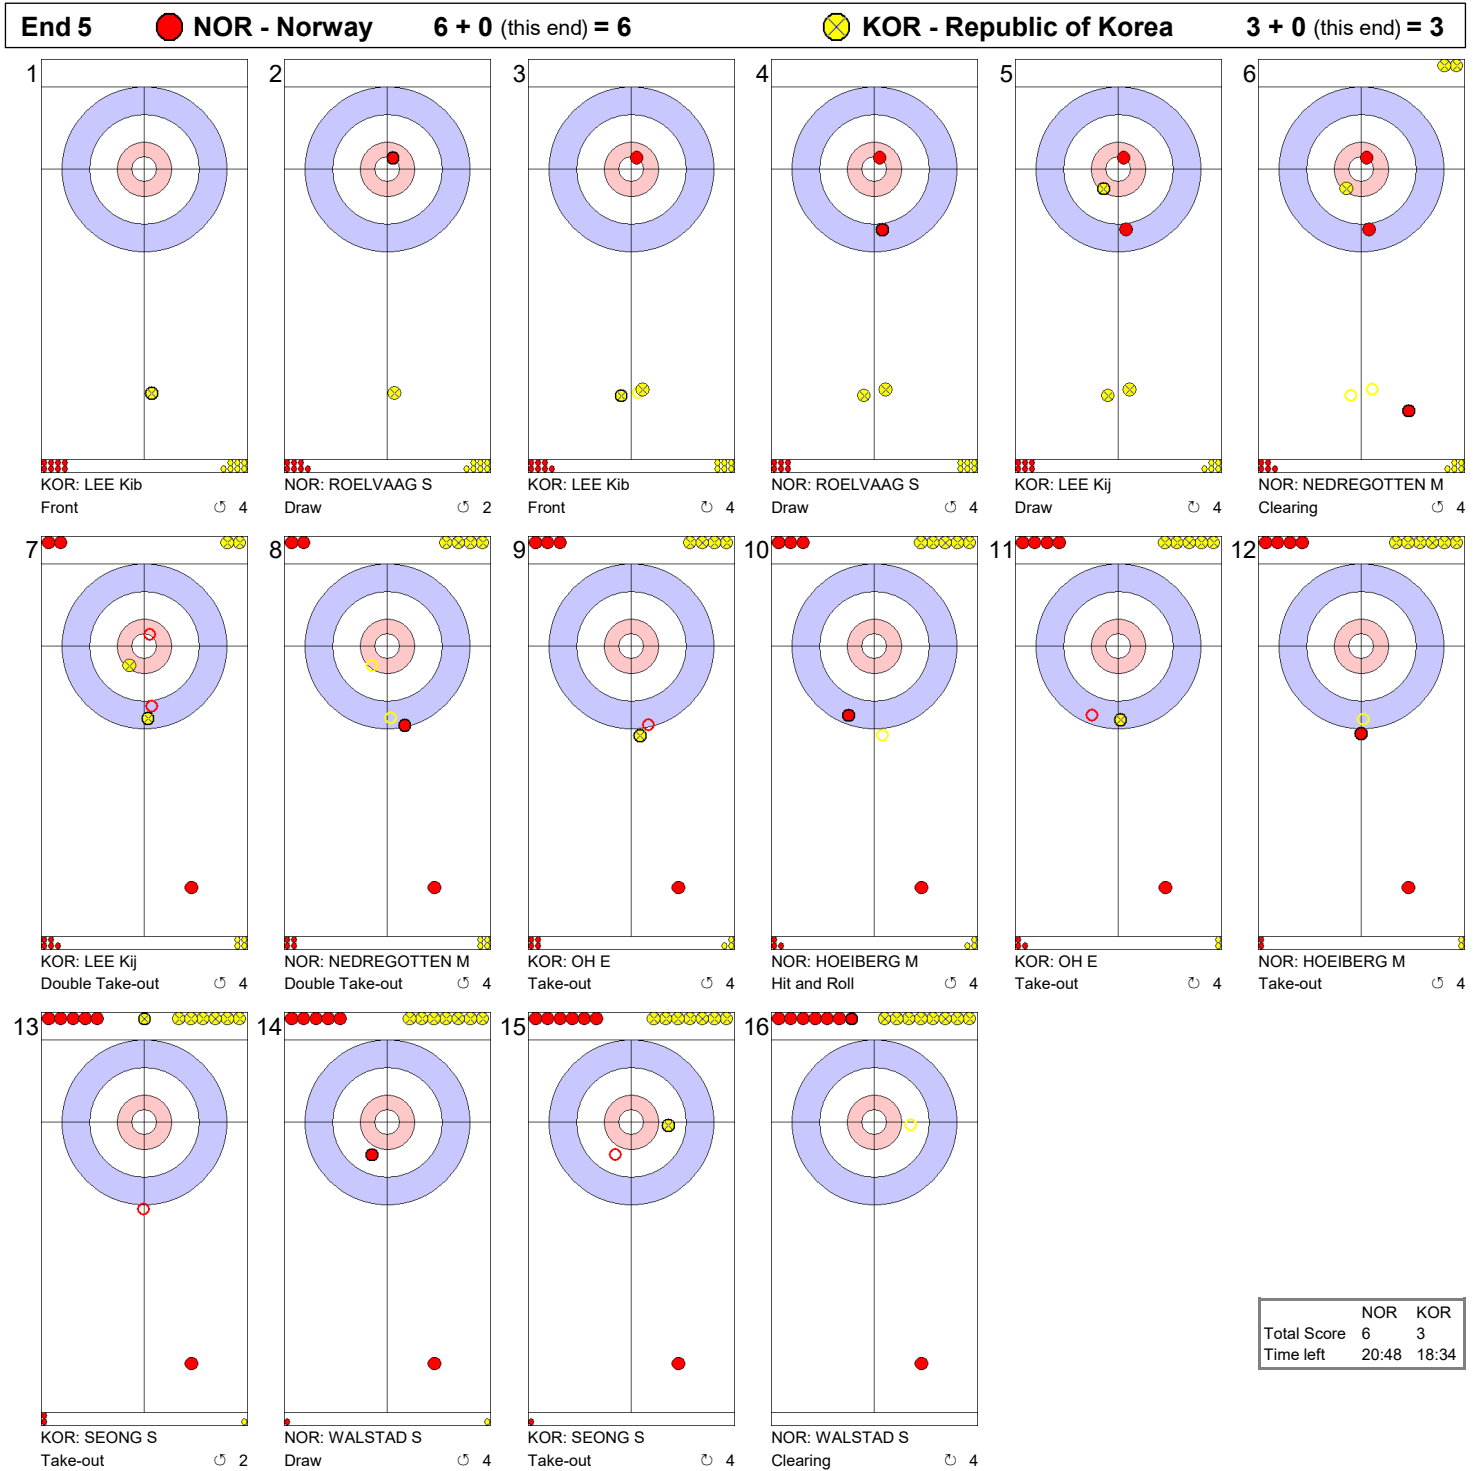 End 5 NOR - Norway 6 + 0 (this end) = 6 KOR - Republic of Korea 3 + 0 (this end) = 3
1 2 3 4 5 6
KOR: LEE Kib NOR: ROELVAAG S KOR: LEE Kib NOR: ROELVAAG S KOR: LEE Kij NOR: NEDREGOTTEN M
Front ↺ 4 Draw ↺ 2 Front ↻ 4 Draw ↺ 4 Draw ↻ 4 Clearing ↺ 4
7 8 9 10 11 12
KOR: LEE Kij NOR: NEDREGOTTEN M KOR: OH E NOR: HOEIBERG M KOR: OH E NOR: HOEIBERG M
Double Take-out ↺ 4 Double Take-out ↺ 4 Take-out ↺ 4 Hit and Roll ↺ 4 Take-out ↻ 4 Take-out ↺ 4
13 14 15 16
KOR: SEONG S NOR: WALSTAD S KOR: SEONG S NOR: WALSTAD S
Take-out ↺ 2 Draw ↺ 4 Take-out ↻ 4 Clearing ↻ 4
NOR KOR
Total Score 6 3
Time left 20:48 18:34